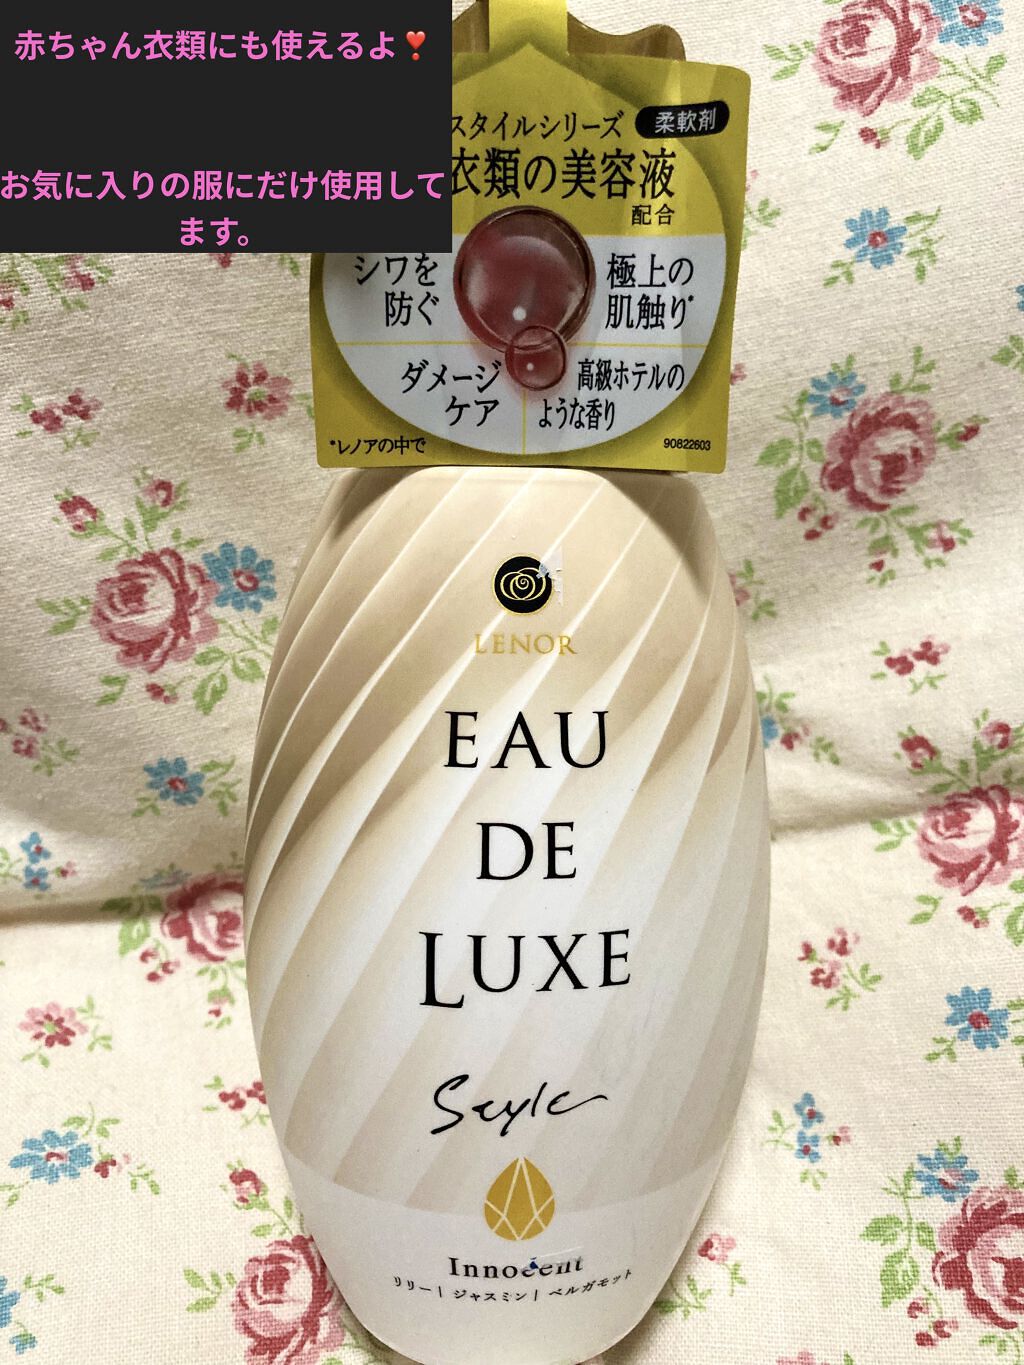 赤ちゃん衣類にも使えるよ❣️
お気に入りの服にだけ使用して
ます。
スタイルシリーズ
柔軟剤
衣類の美容液
配合
シワを
防ぐ
極上の
肌触り*
ダメージ
ケア
高級ホテルの
ような香り
*レノアの中で
90822603
LENOR
EAU
DE
LUXE
Style
Innocent
リリー | ジャスミン | ベルガモット